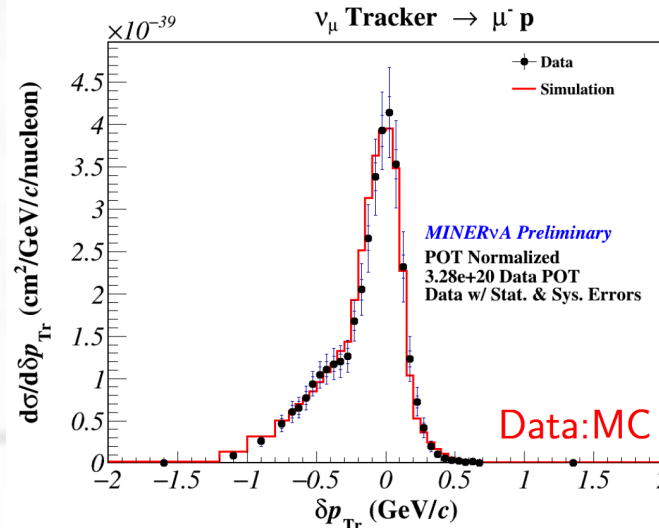 ν_μ Tracker → μ⁻ p
×10⁻³⁹
dσ/dδp_Tr (cm²/GeV/c/nucleon)
4.5
4
3.5
3
2.5
2
1.5
1
0.5
0
Data
Simulation
MINERνA Preliminary
POT Normalized
3.28e+20 Data POT
Data w/ Stat. & Sys. Errors
Data:MC
−2 −1.5 −1 −0.5 0 0.5 1 1.5 2
δp_Tr (GeV/c)